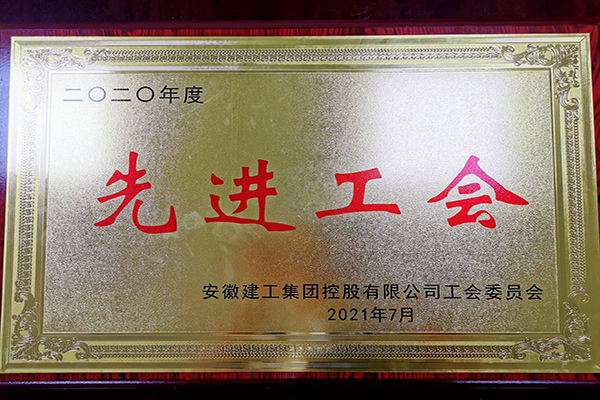 二〇二〇年度
先进工会
安徽建工集团控股有限公司工会委员会
2021年7月